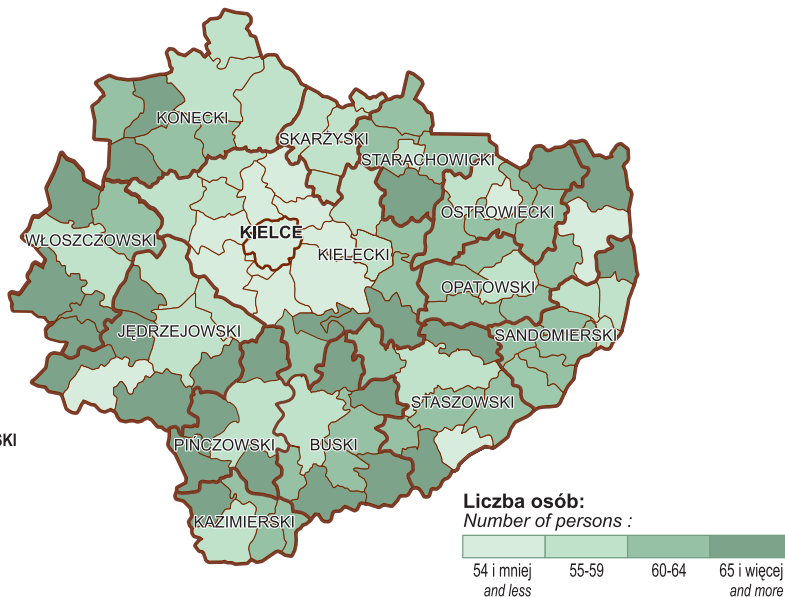 KONECKI
SKARŻYSKI
STARACHOWICKI
OSTROWIECKI
KIELCE
WŁOSZCZOWSKI
KIELECKI
OPATOWSKI
JĘDRZEJOWSKI
SANDOMIERSKI
STASZOWSKI
SKI
PIŃCZOWSKI
BUSKI
KAZIMIERSKI
Liczba osób:
Number of persons :
54 i mniej 55-59 60-64 65 i więcej
and less and more